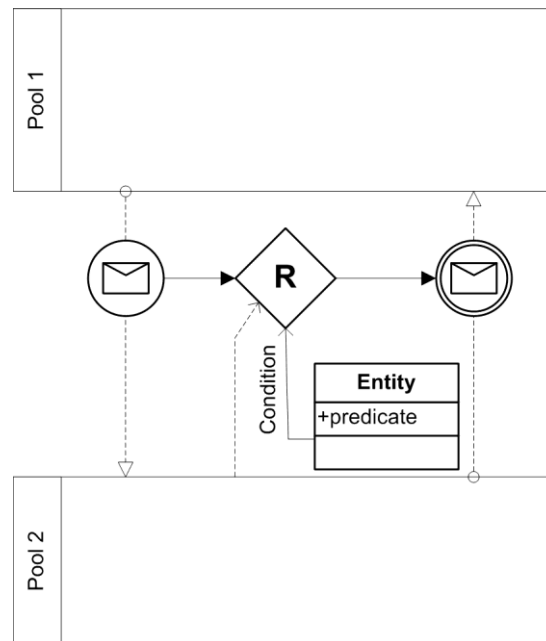 Pool 1
R
Condition
Entity
+predicate
Pool 2